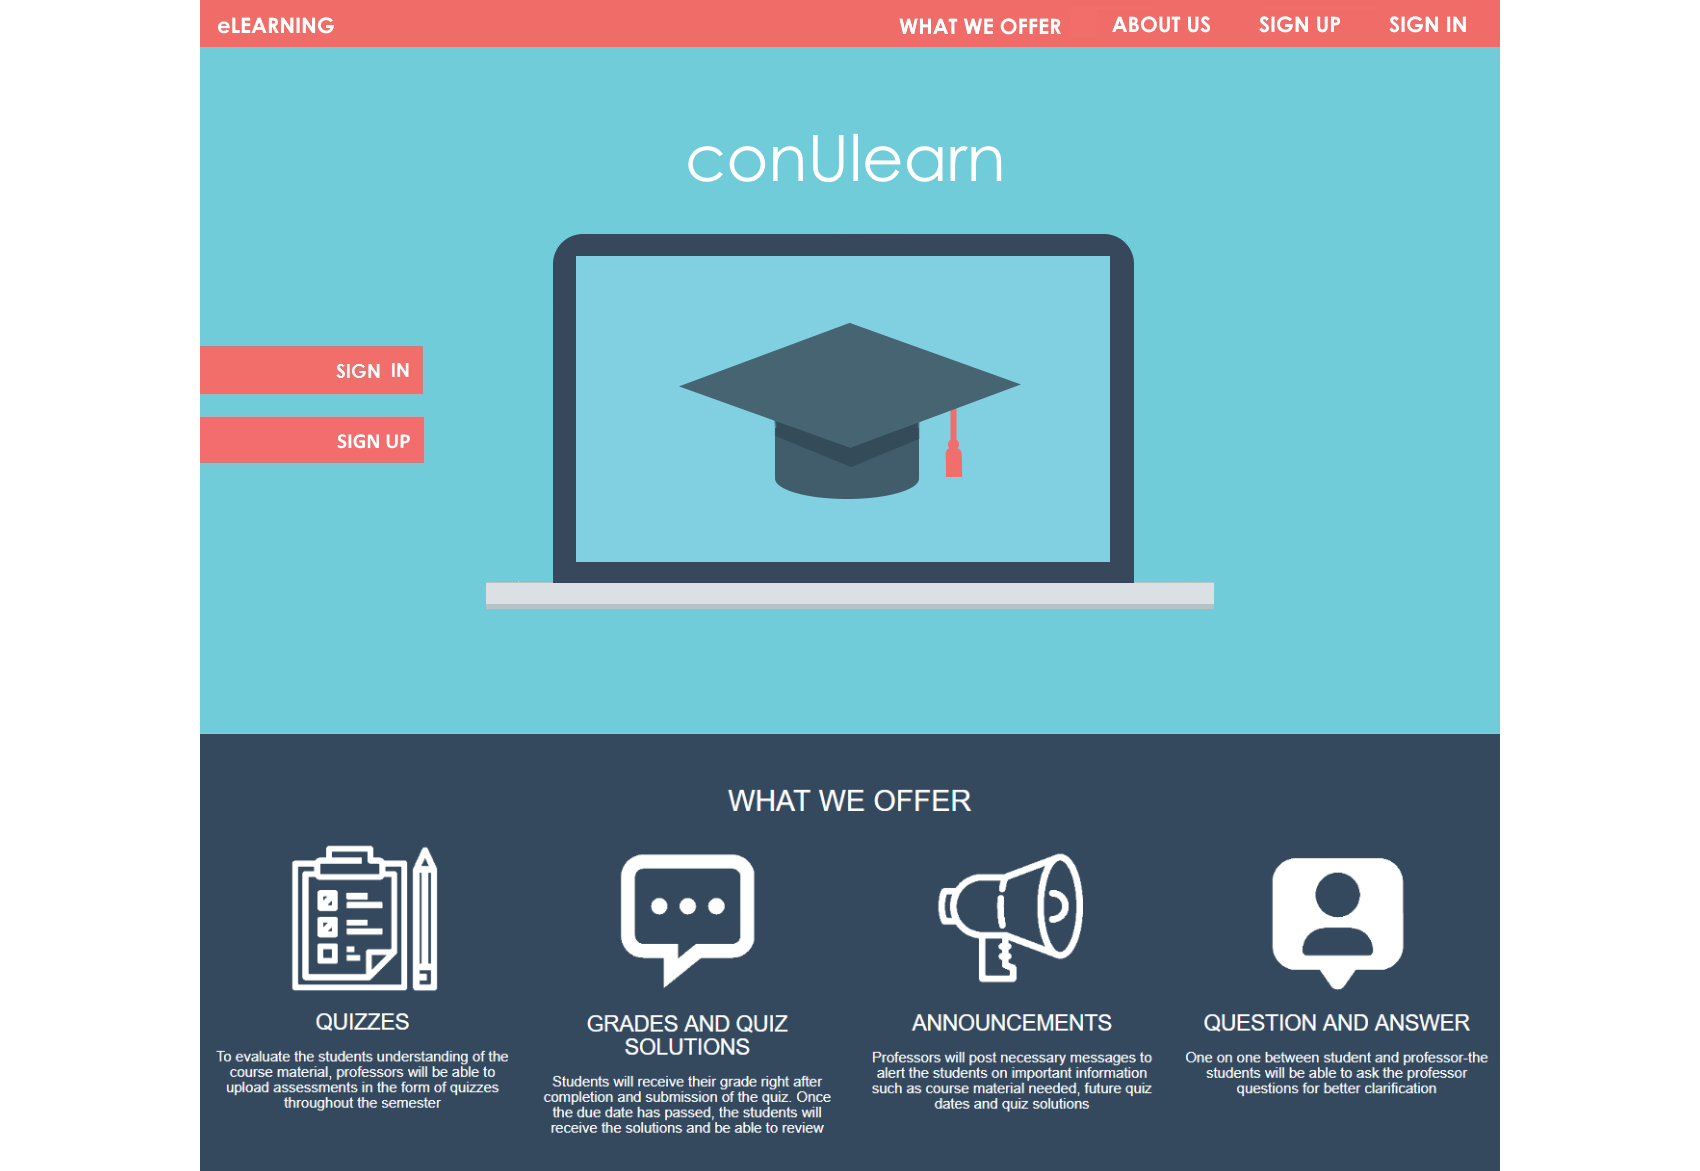 eLEARNING
WHAT WE OFFER
ABOUT US
SIGN UP
SIGN IN
conUlearn
SIGN IN
SIGN UP
WHAT WE OFFER
QUIZZES
To evaluate the students understanding of the
course material, professors will be able to
upload assessments in the form of quizzes
throughout the semester
GRADES AND QUIZ
SOLUTIONS
Students will receive their grade right after
completion and submission of the quiz. Once
the due date has passed, the students will
receive the solutions and be able to review
ANNOUNCEMENTS
Professors will post necessary messages to
alert the students on important information
such as course material needed, future quiz
dates and quiz solutions
QUESTION AND ANSWER
One on one between student and professor-the
students will be able to ask the professor
questions for better clarification